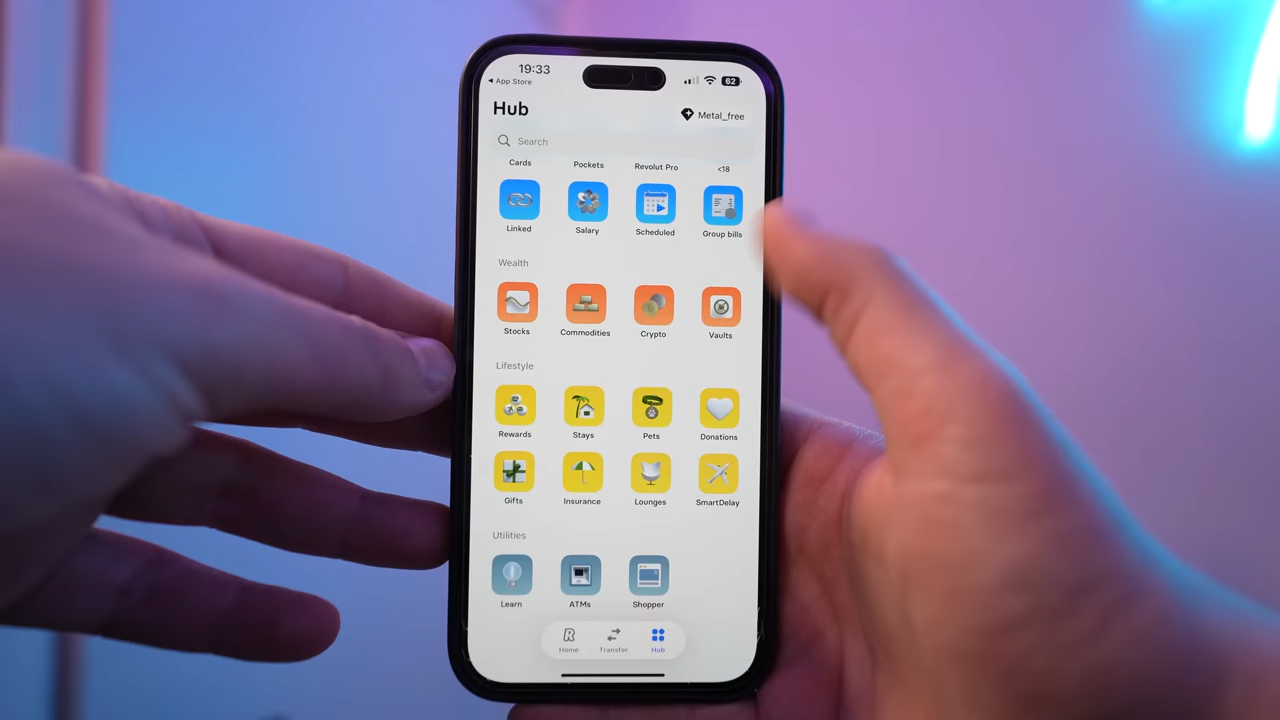 19:33
62
◀ App Store
Hub
Metal_free
Search
Cards Pockets Revolut Pro <18
Linked Salary Scheduled Group bills
Wealth
Stocks Commodities Crypto Vaults
Lifestyle
Rewards Stays Pets Donations
Gifts Insurance Lounges SmartDelay
Utilities
Learn ATMs Shopper
Home Transfer Hub